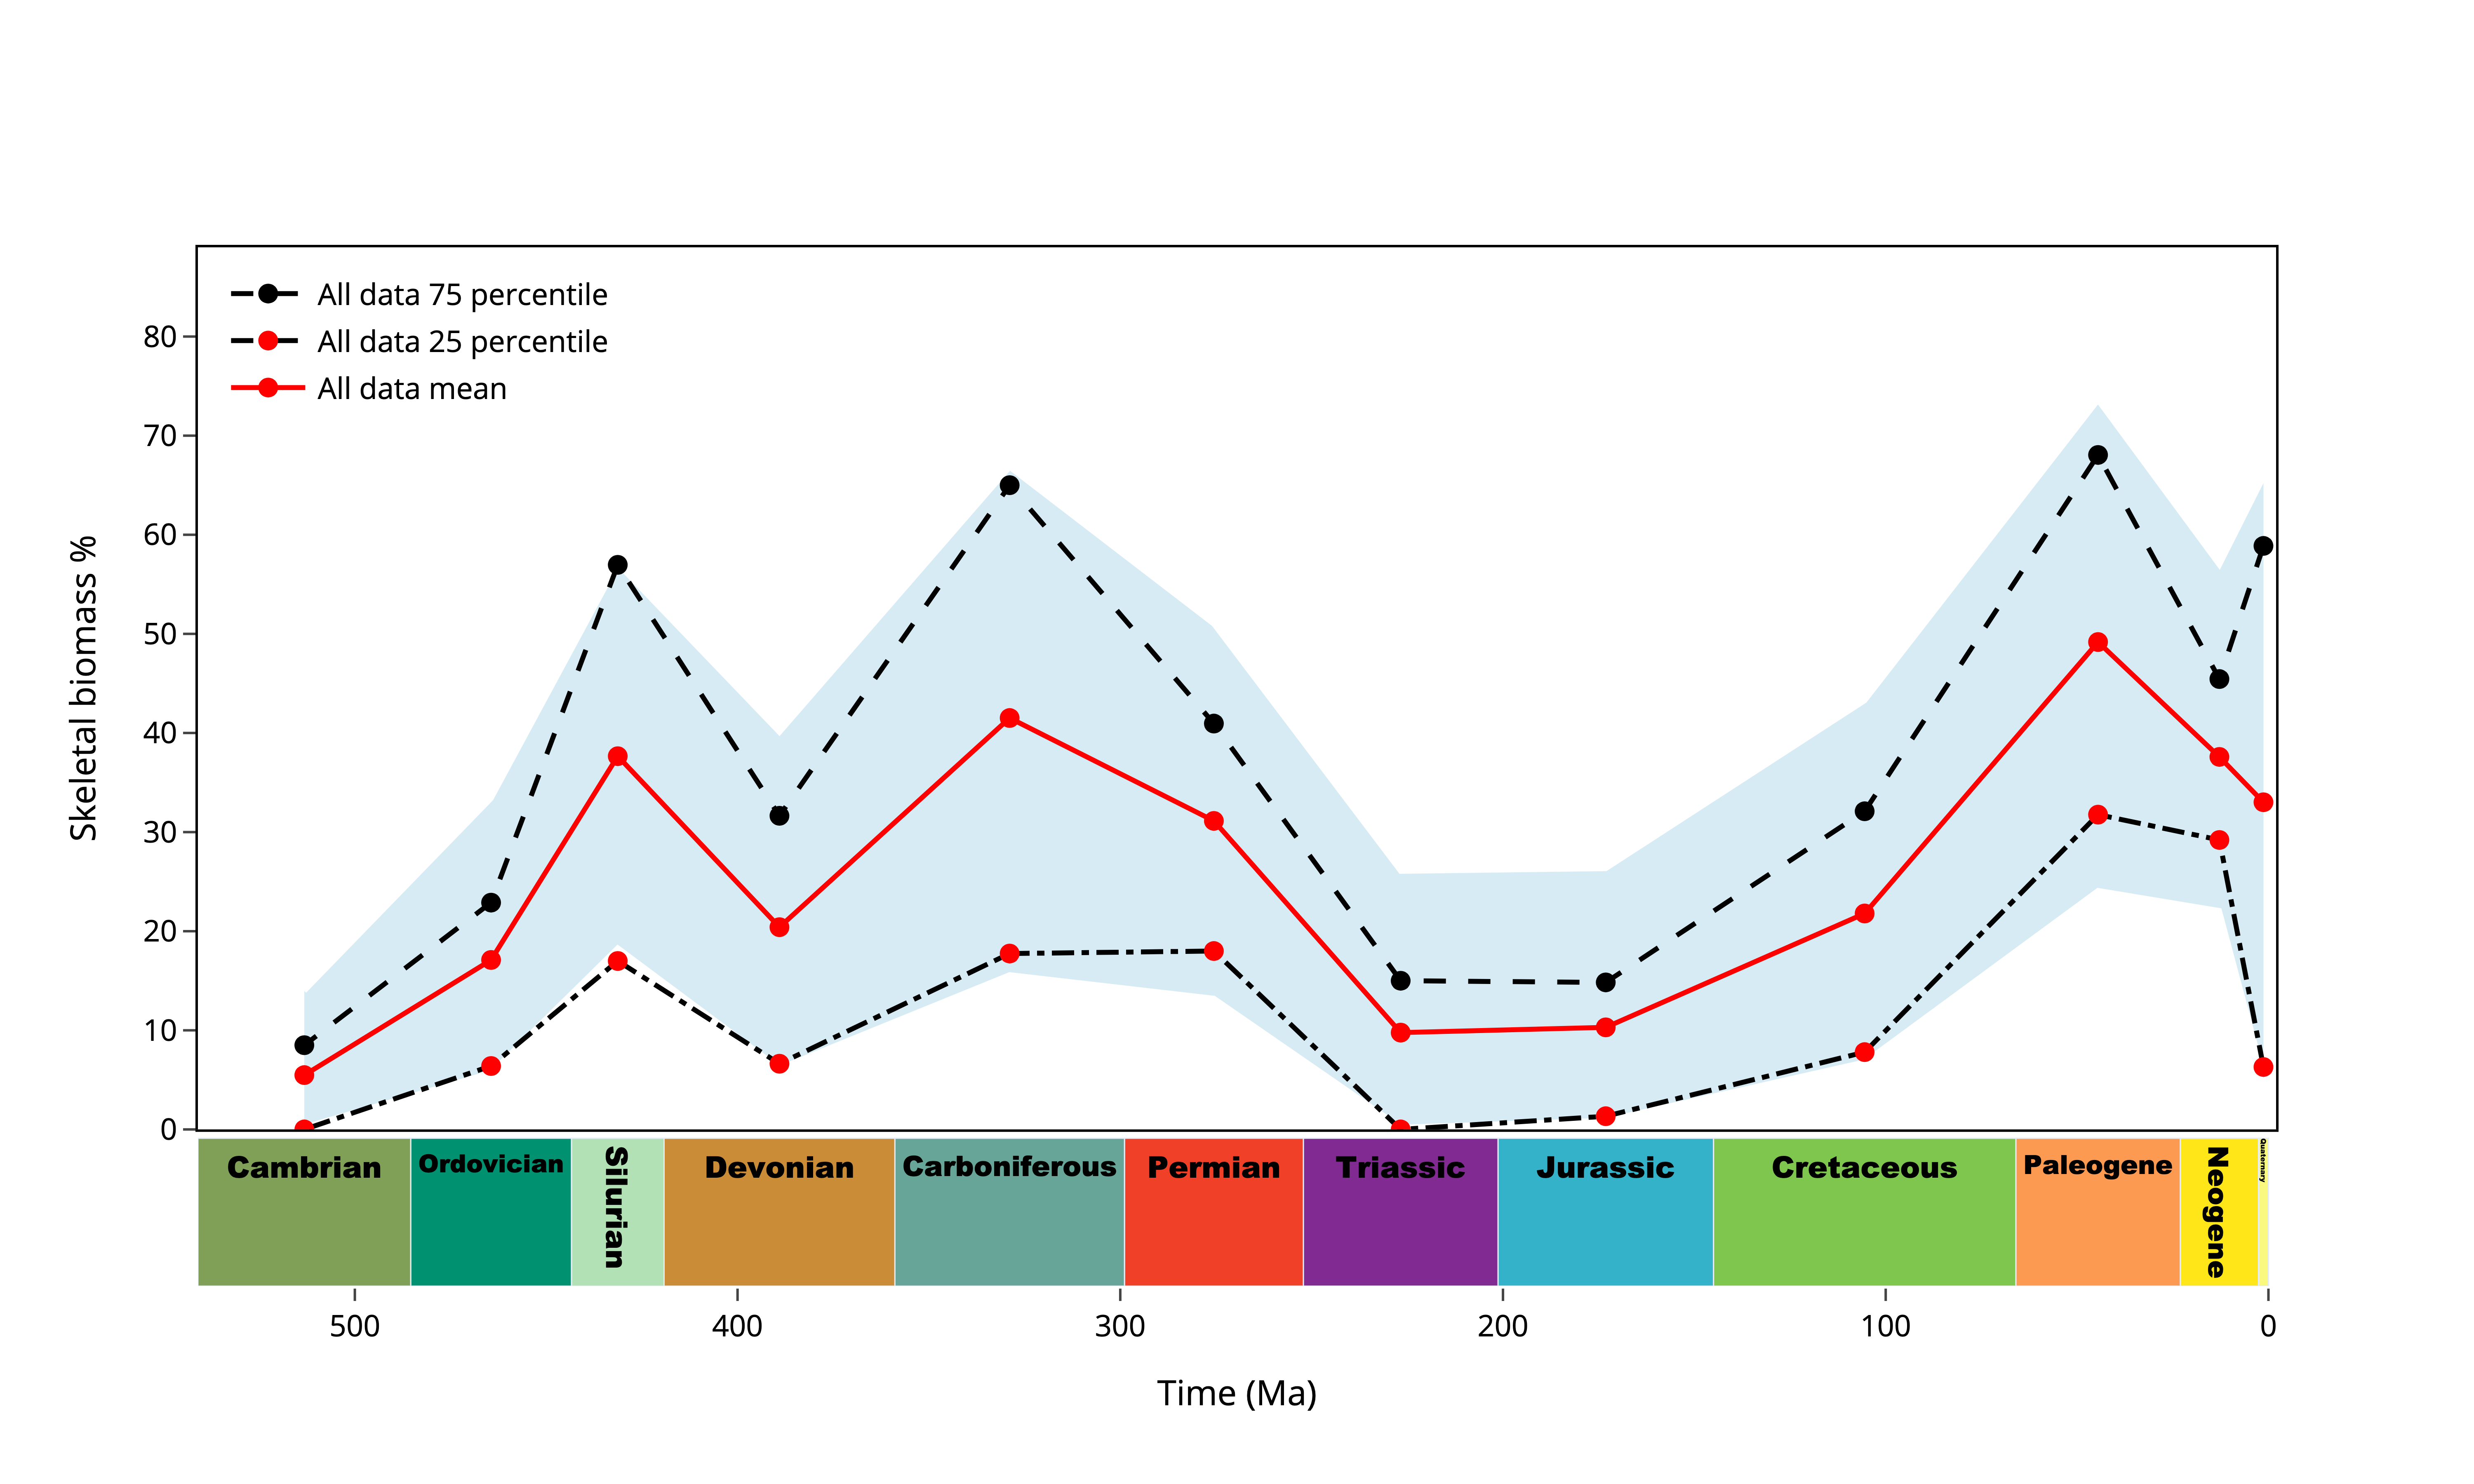 All data 75 percentile
All data 25 percentile
All data mean
80
70
60
50
40
30
20
10
0
Skeletal biomass %
Cambrian
Ordovician
Silurian
Devonian
Carboniferous
Permian
Triassic
Jurassic
Cretaceous
Paleogene
Neogene
Quaternary
500
400
300
200
100
0
Time (Ma)